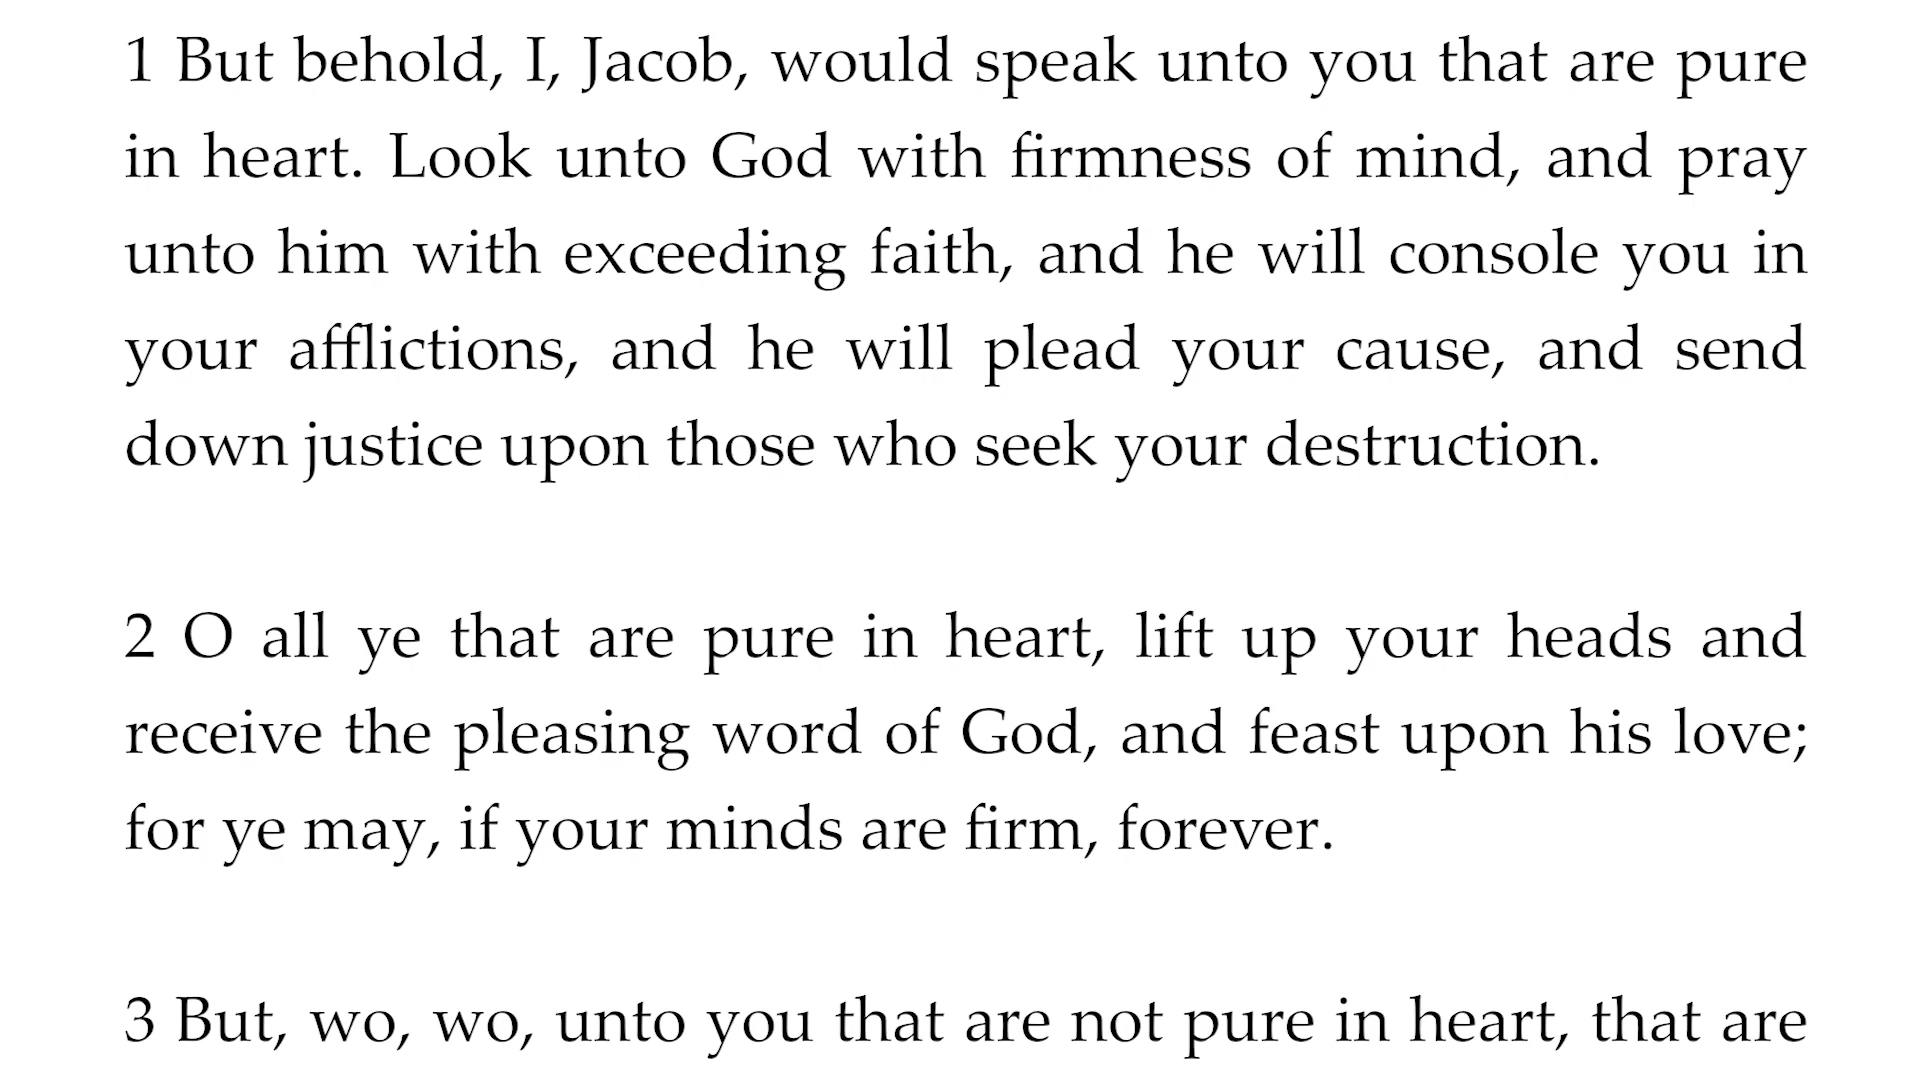 1 But behold, I, Jacob, would speak unto you that are pure
in heart. Look unto God with firmness of mind, and pray
unto him with exceeding faith, and he will console you in
your afflictions, and he will plead your cause, and send
down justice upon those who seek your destruction.
2 O all ye that are pure in heart, lift up your heads and
receive the pleasing word of God, and feast upon his love;
for ye may, if your minds are firm, forever.
3 But, wo, wo, unto you that are not pure in heart, that are